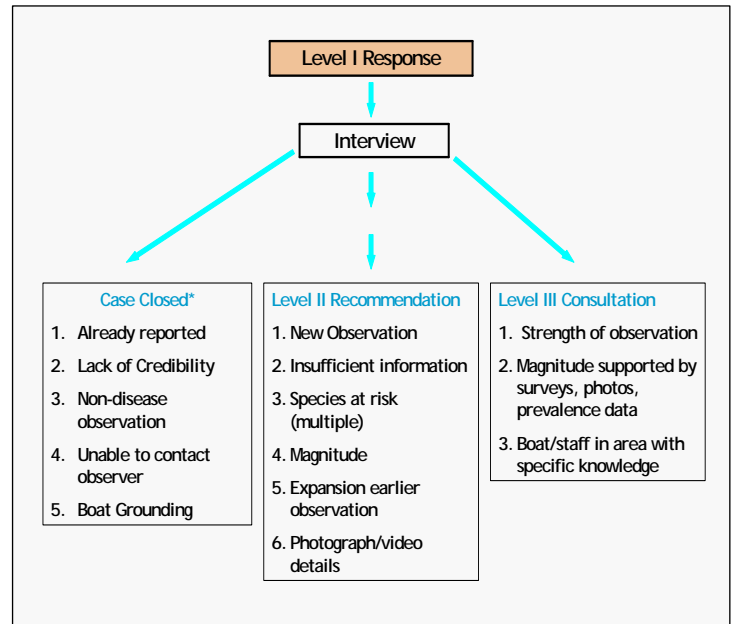 Level I Response
Interview
Case Closed*
1. Already reported
2. Lack of Credibility
3. Non-disease
observation
4. Unable to contact
observer
5. Boat Grounding
Level II Recommendation
1. New Observation
2. Insufficient information
3. Species at risk
(multiple)
4. Magnitude
5. Expansion earlier
observation
6. Photograph/video
details
Level III Consultation
1. Strength of observation
2. Magnitude supported by
surveys, photos,
prevalence data
3. Boat/staff in area with
specific knowledge